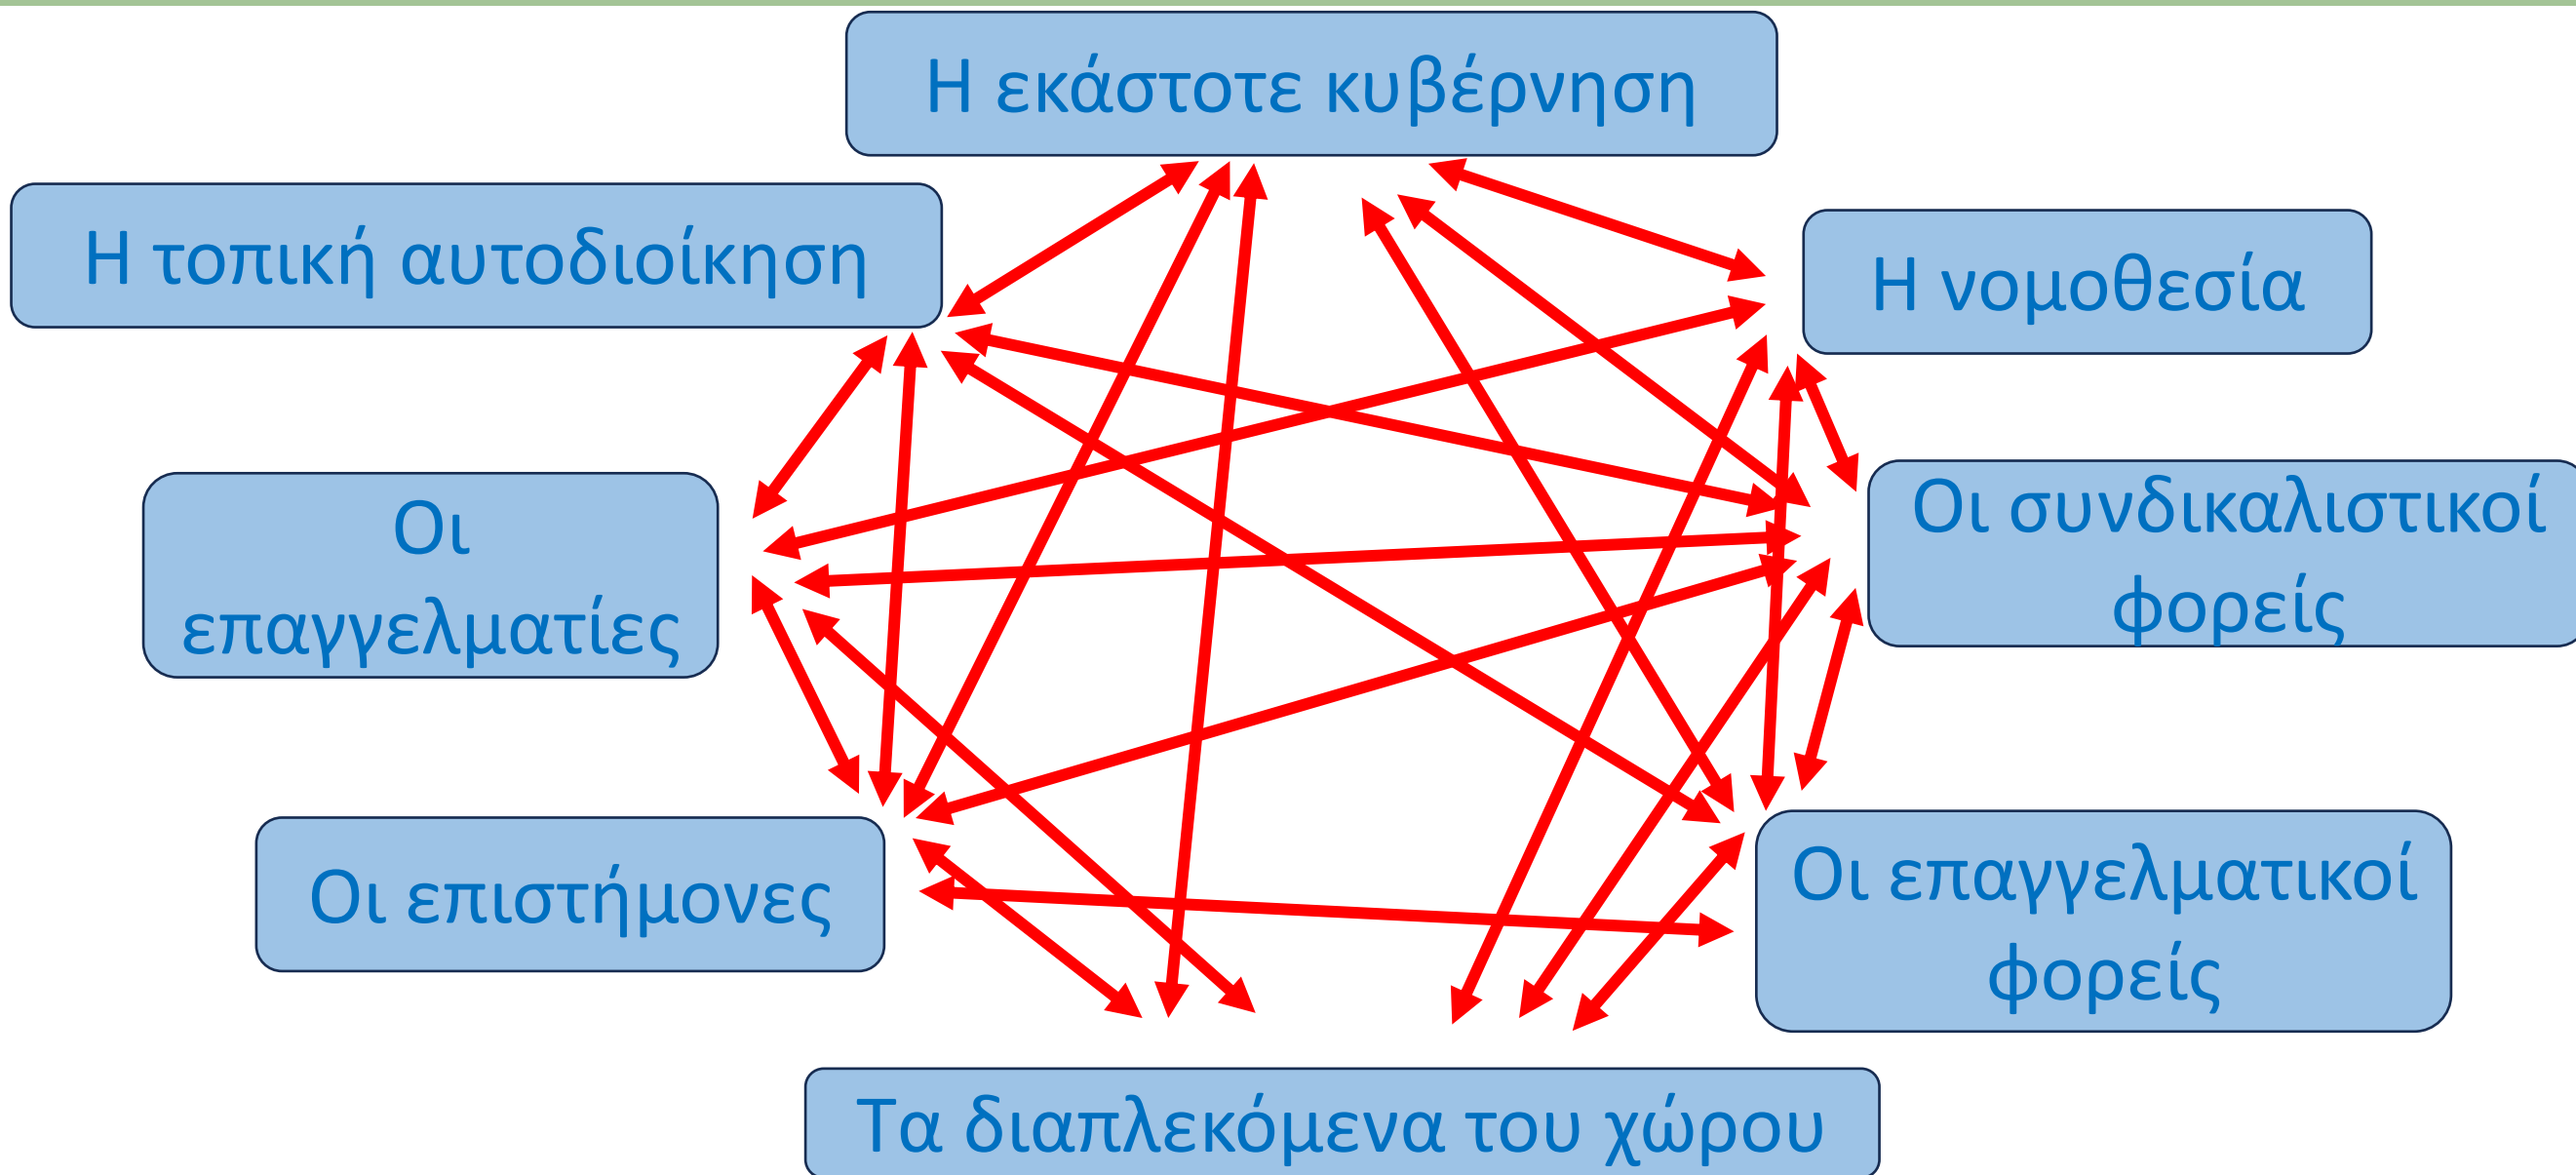 Η εκάστοτε κυβέρνηση
Η τοπική αυτοδιοίκηση
Η νομοθεσία
Οι
επαγγελματίες
Οι συνδικαλιστικοί
φορείς
Οι επιστήμονες
Οι επαγγελματικοί
φορείς
Τα διαπλεκόμενα του χώρου